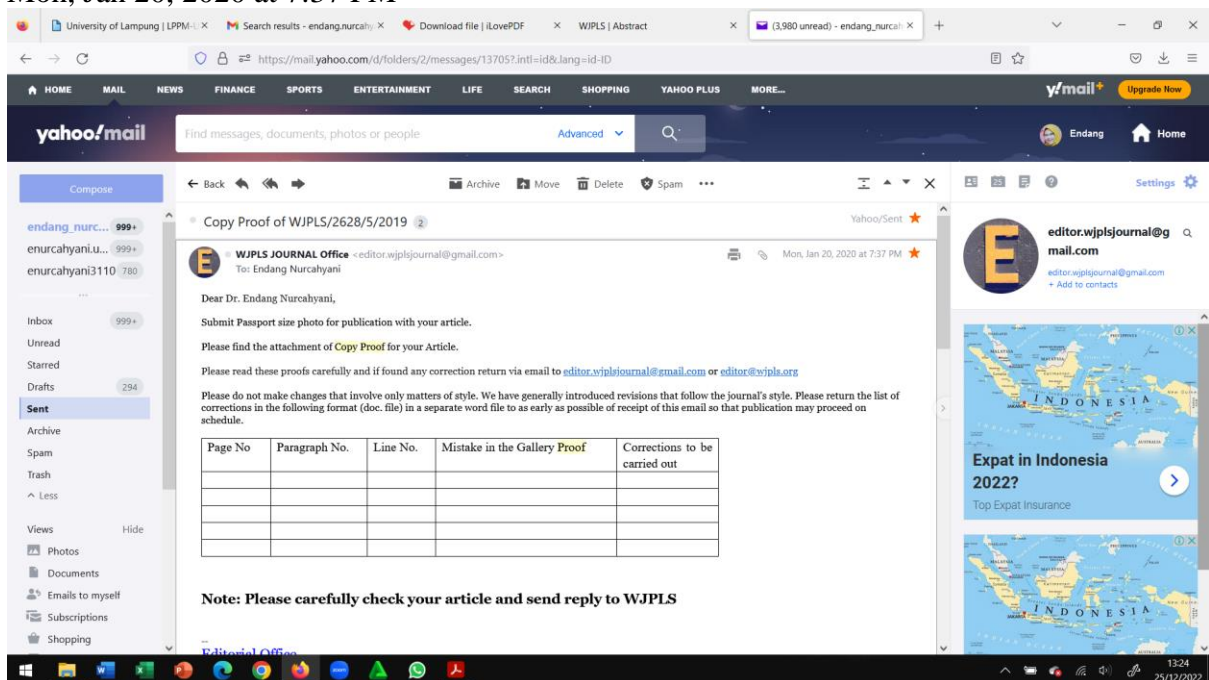 Mon, Jan 20, 2020 at 7:37 PM
University of Lampung | LPPM-L
Search results - endang.nurcahy
Download file | iLovePDF
WJPLS | Abstract
(3,980 unread) - endang_nurcah
https://mail.yahoo.com/d/folders/2/messages/13705?.intl=id&.lang=id-ID
HOME MAIL NEWS FINANCE SPORTS ENTERTAINMENT LIFE SEARCH SHOPPING YAHOO PLUS MORE...
y!mail+ Upgrade Now
yahoo!mail
Find messages, documents, photos or people
Advanced
Endang
Home
Compose
Back
Archive Move Delete Spam
Settings
endang_nurc... 999+
enurcahyani.u... 999+
enurcahyani3110 780
Inbox 999+
Unread
Starred
Drafts 294
Sent
Archive
Spam
Trash
Less
Views Hide
Photos
Documents
Emails to myself
Subscriptions
Shopping
Copy Proof of WJPLS/2628/5/2019 2
Yahoo/Sent
E
WJPLS JOURNAL Office <editor.wjplsjournal@gmail.com>
Mon, Jan 20, 2020 at 7:37 PM
To: Endang Nurcahyani
Dear Dr. Endang Nurcahyani,
Submit Passport size photo for publication with your article.
Please find the attachment of Copy Proof for your Article.
Please read these proofs carefully and if found any correction return via email to editor.wjplsjournal@gmail.com or editor@wjpls.org
Please do not make changes that involve only matters of style. We have generally introduced revisions that follow the journal's style. Please return the list of
corrections in the following format (doc. file) in a separate word file to as early as possible of receipt of this email so that publication may proceed on
schedule.
Page No Paragraph No. Line No. Mistake in the Gallery Proof Corrections to be
carried out
Note: Please carefully check your article and send reply to WJPLS
--
Editorial Office
E
editor.wjplsjournal@g
mail.com
editor.wjplsjournal@gmail.com
+ Add to contacts
INDONESIA
Expat in Indonesia
2022?
Top Expat Insurance
INDONESIA
13:24
25/12/2022